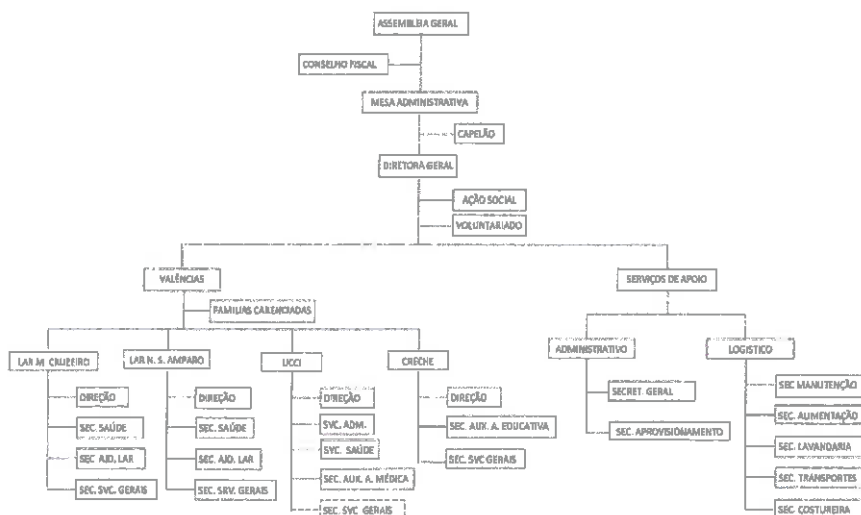 ASSEMBLEIA GERAL
CONSELHO FISCAL
MESA ADMINISTRATIVA
CAPELÃO
DIRETORA GERAL
AÇÃO SOCIAL
VOLUNTARIADO
VALÊNCIAS
SERVIÇOS DE APOIO
FAMILIAS CARENCIADAS
LAR M. CRUZEIRO
LAR N. S. AMPARO
UCCI
CRECHE
ADMINISTRATIVO
LOGISTICO
DIREÇÃO
SEC. SAÚDE
SEC AJD. LAR
SEC. SVC. GERAIS
DIREÇÃO
SEC. SAÚDE
SEC. AJD. LAR
SEC. SRV. GERAIS
DIREÇÃO
SVC. ADM.
SVC. SAÚDE
SEC. AUX. A. MÉDICA
SEC. SVC GERAIS
DIREÇÃO
SEC. AUX. A. EDUCATIVA
SEC. SVC GERAIS
SECRET. GERAL
SEC. APROVISIONAMENTO
SEC MANUTENÇÃO
SEC. ALIMENTAÇÃO
SEC. LAVANDARIA
SEC. TRANSPORTES
SEC. COSTUREIRA